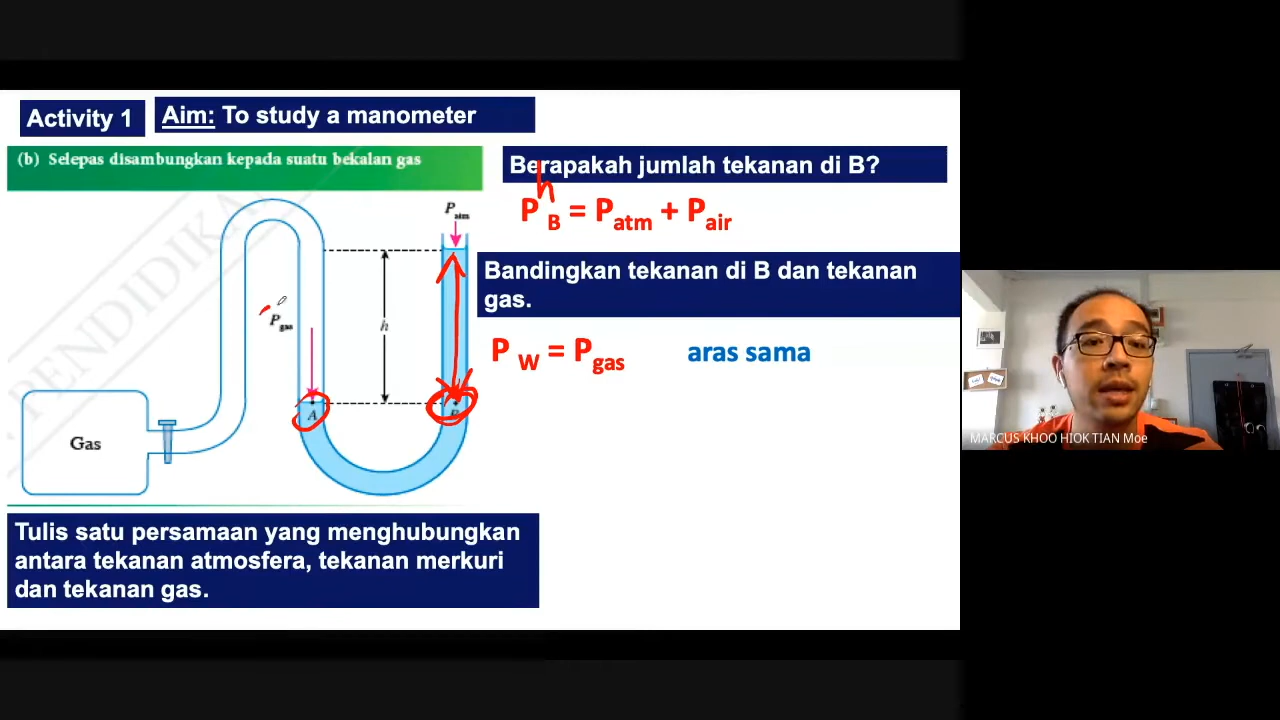 Activity 1
Aim: To study a manometer
(b) Selepas disambungkan kepada suatu bekalan gas
Berapakah jumlah tekanan di B?
h
P B = P atm + P air
P atm
Bandingkan tekanan di B dan tekanan
gas.
P gas
h
P W = P gas
aras sama
A
B
Gas
PENDIDIKA
MARCUS KHOO HIOK TIAN Moe
Tulis satu persamaan yang menghubungkan
antara tekanan atmosfera, tekanan merkuri
dan tekanan gas.